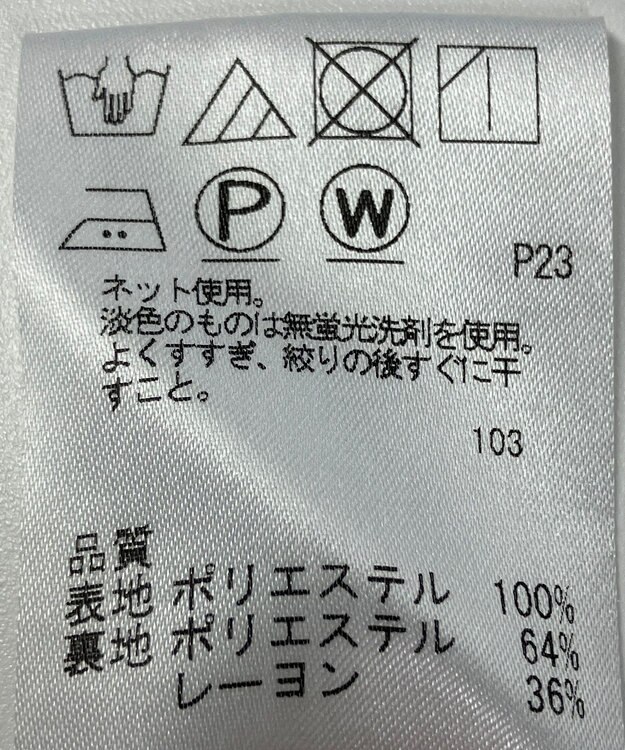 P W
P23
ネット使用。
淡色のものは無蛍光洗剤を使用。
よくすすぎ、絞りの後すぐに干
すこと。
103
品質
表地 ポリエステル 100%
裏地 ポリエステル 64%
レーヨン 36%